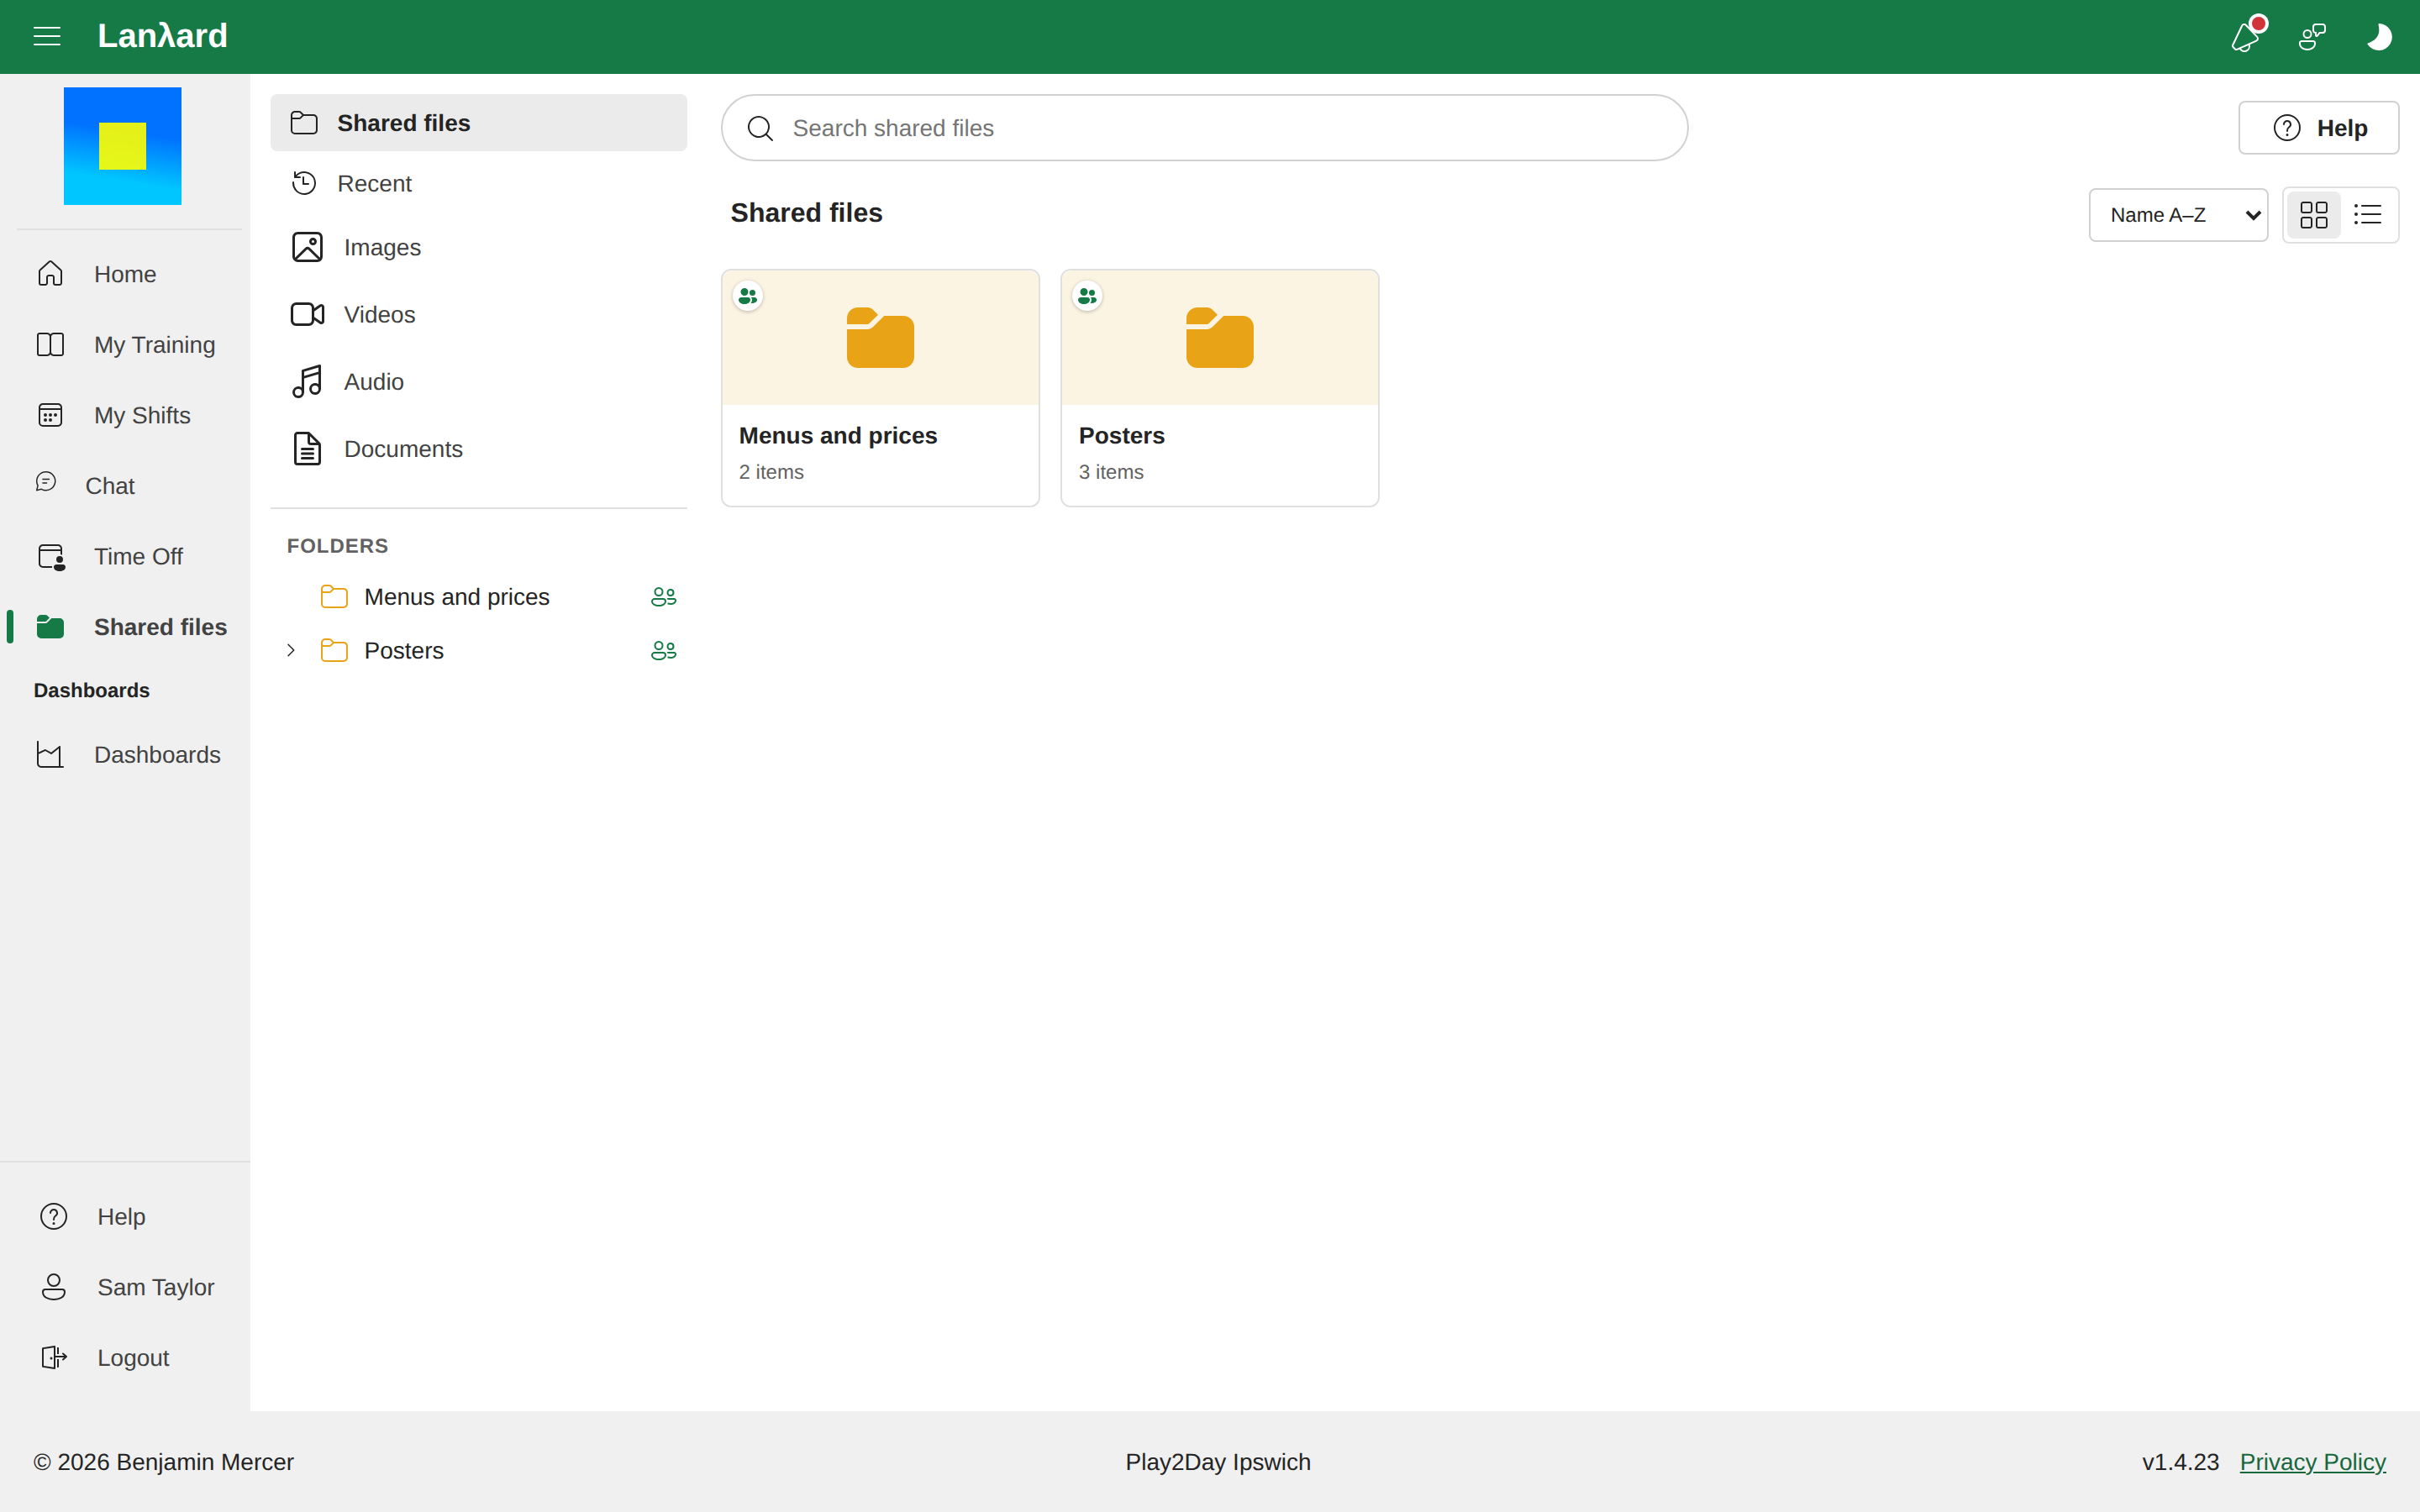 Lanλard
Home
My Training
My Shifts
Chat
Time Off
Shared files
Dashboards
Dashboards
Help
Sam Taylor
Logout
Shared files
Recent
Images
Videos
Audio
Documents
FOLDERS
Menus and prices
Posters
Search shared files
Help
Shared files
Name A–Z
Menus and prices
2 items
Posters
3 items
© 2026 Benjamin Mercer
Play2Day Ipswich
v1.4.23 Privacy Policy